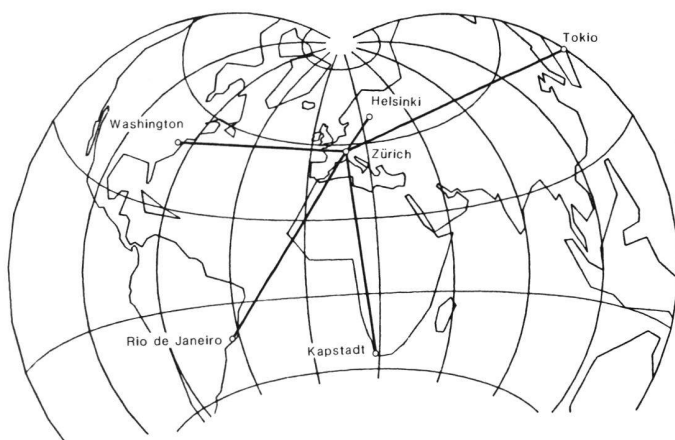 Tokio
Helsinki
Washington
Zürich
Rio de Janeiro
Kapstadt